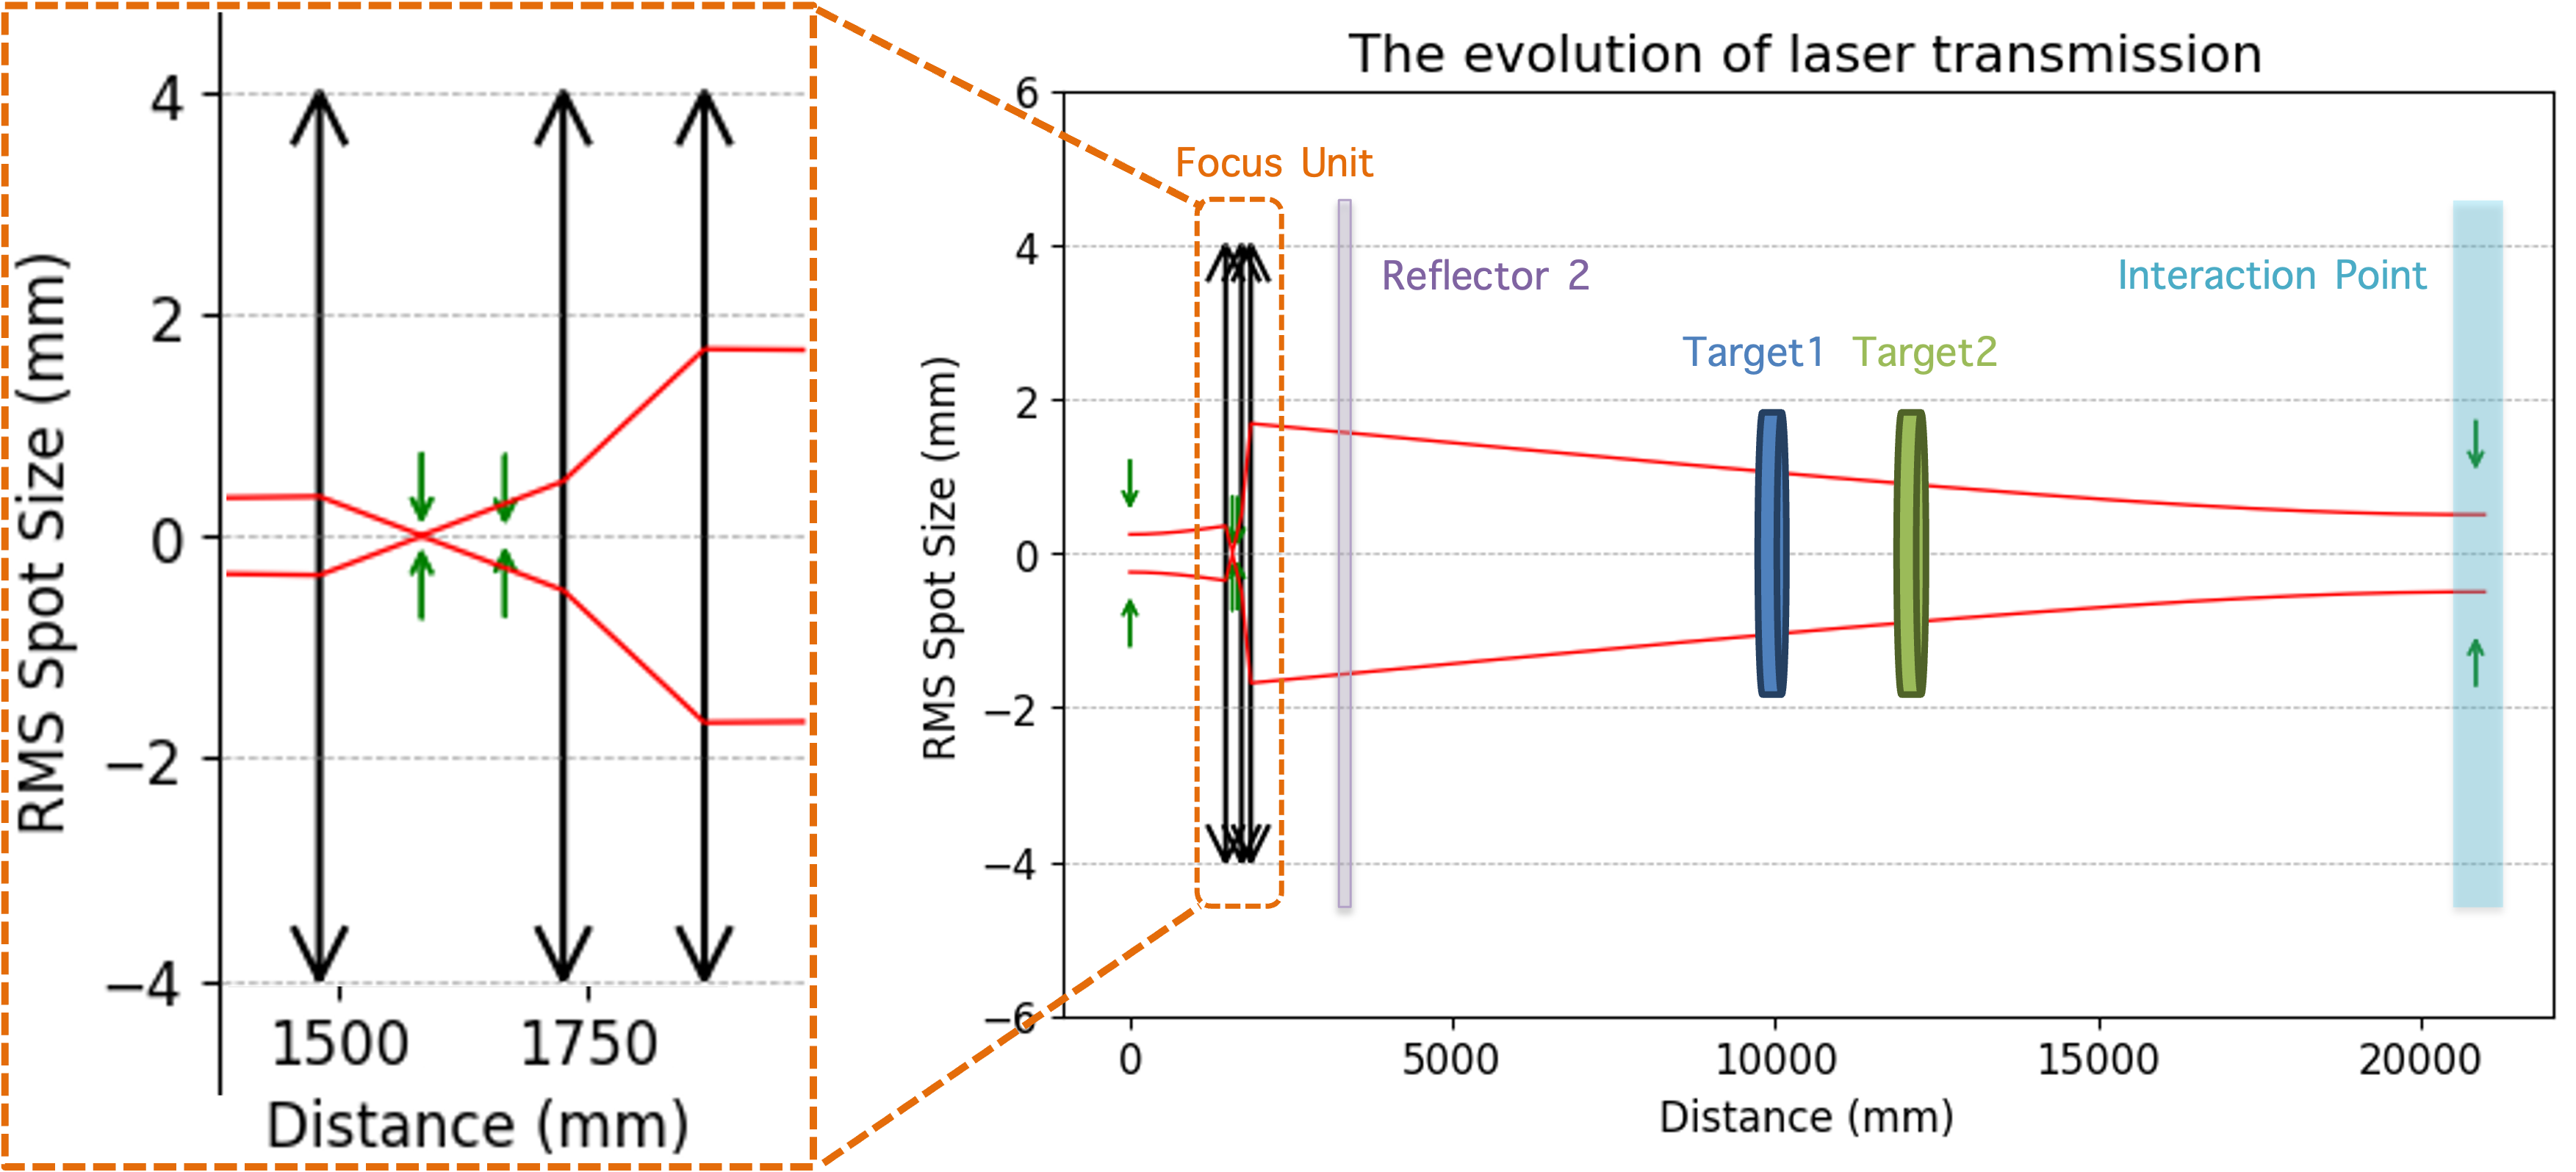 RMS Spot Size (mm)
4
2
0
−2
−4
1500 1750
Distance (mm)
The evolution of laser transmission
RMS Spot Size (mm)
6
4
2
0
−2
−4
−6
Focus Unit
Reflector 2
Interaction Point
Target1 Target2
0 5000 10000 15000 20000
Distance (mm)